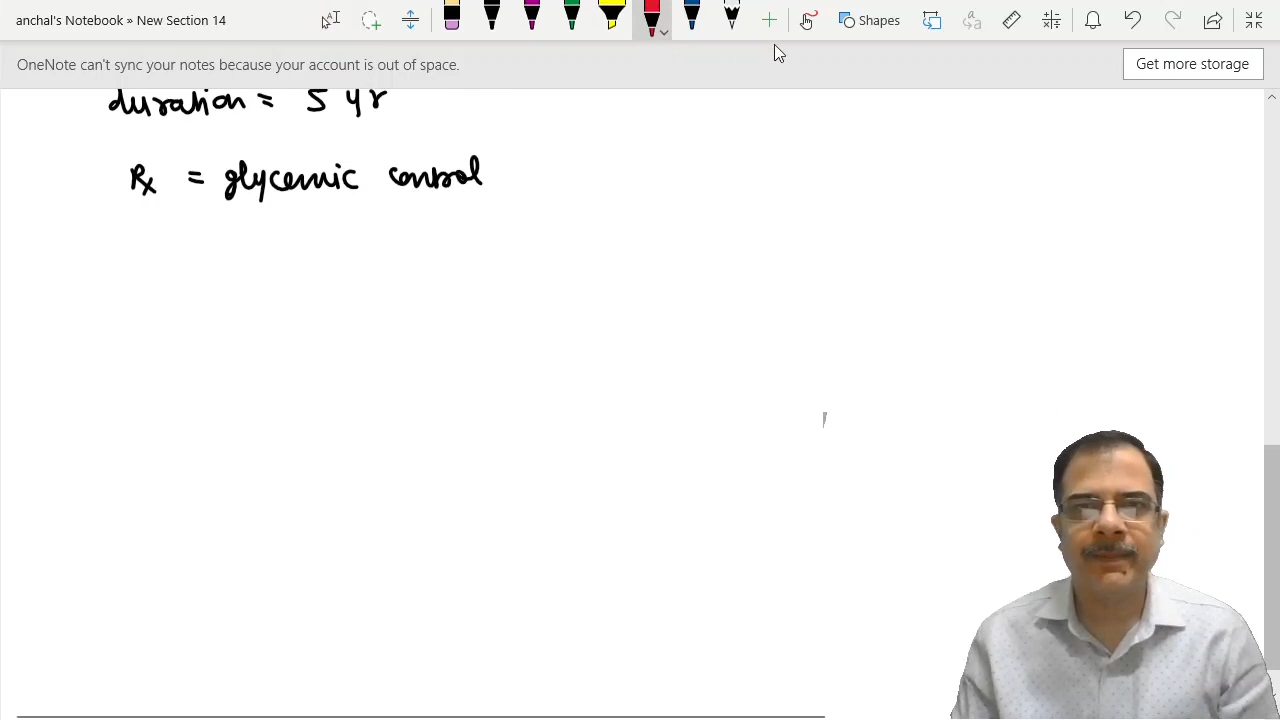 anchal's Notebook » New Section 14
Shapes
OneNote can't sync your notes because your account is out of space.
Get more storage
duration = 5 yr
Rx = glycemic control